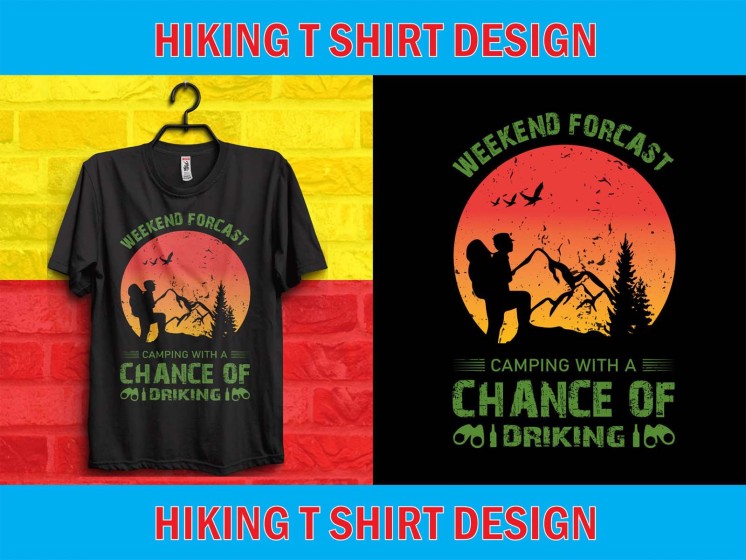 HIKING T SHIRT DESIGN
WEEKEND FORCAST
CAMPING WITH A
CHANCE OF
DRIKING
WEEKEND FORCAST
CAMPING WITH A
CHANCE OF
DRIKING
HIKING T SHIRT DESIGN